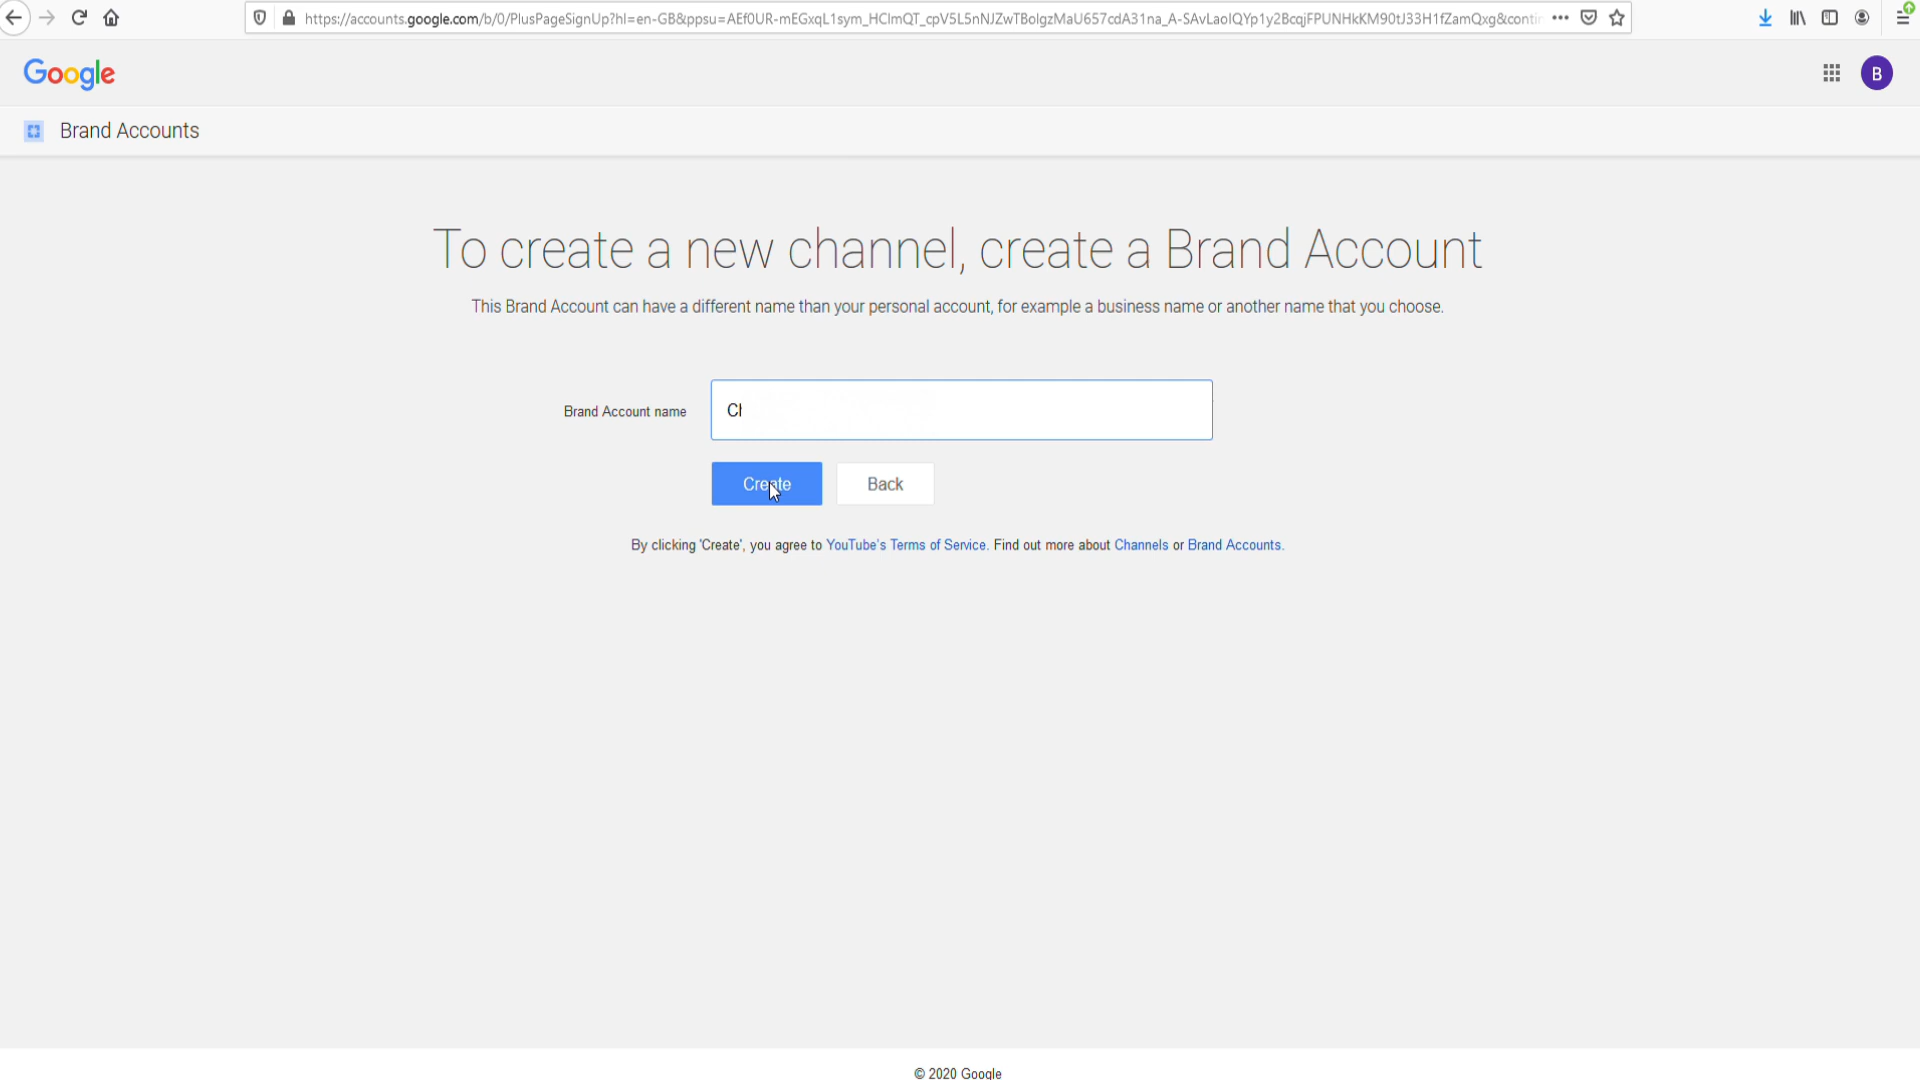 https://accounts.google.com/b/0/PlusPageSignUp?hl=en-GB&ppsu=AEf0UR-mEGxqL1sym_HClmQT_cpV5L5nNJZwTBolgzMaU657cdA31na_A-SAvLaolQYp1y2BcqjFPUNHkKM90tJ33H1fZamQxg&conti
Google
B
Brand Accounts
To create a new channel, create a Brand Account
This Brand Account can have a different name than your personal account, for example a business name or another name that you choose.
Brand Account name
Create Back
By clicking 'Create', you agree to YouTube's Terms of Service. Find out more about Channels or Brand Accounts.
© 2020 Google